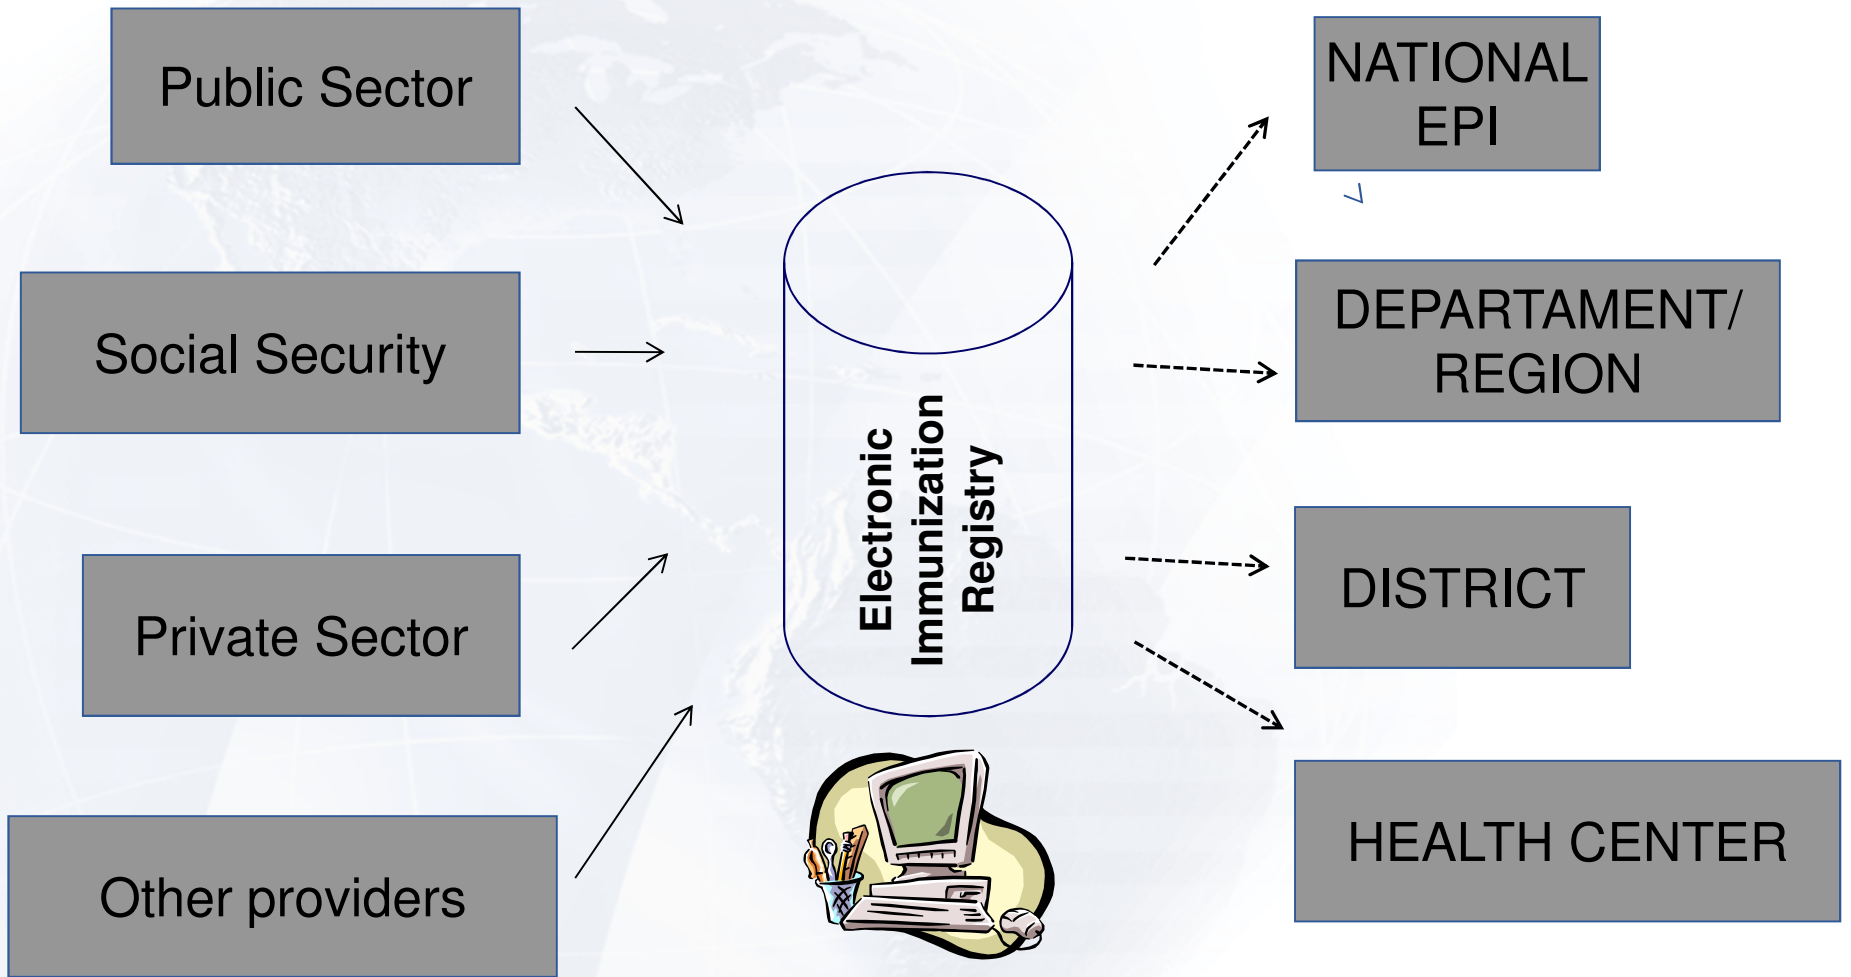 Public Sector
Social Security
Private Sector
Other providers
Electronic
Immunization
Registry
NATIONAL
EPI
DEPARTAMENT/
REGION
DISTRICT
HEALTH CENTER